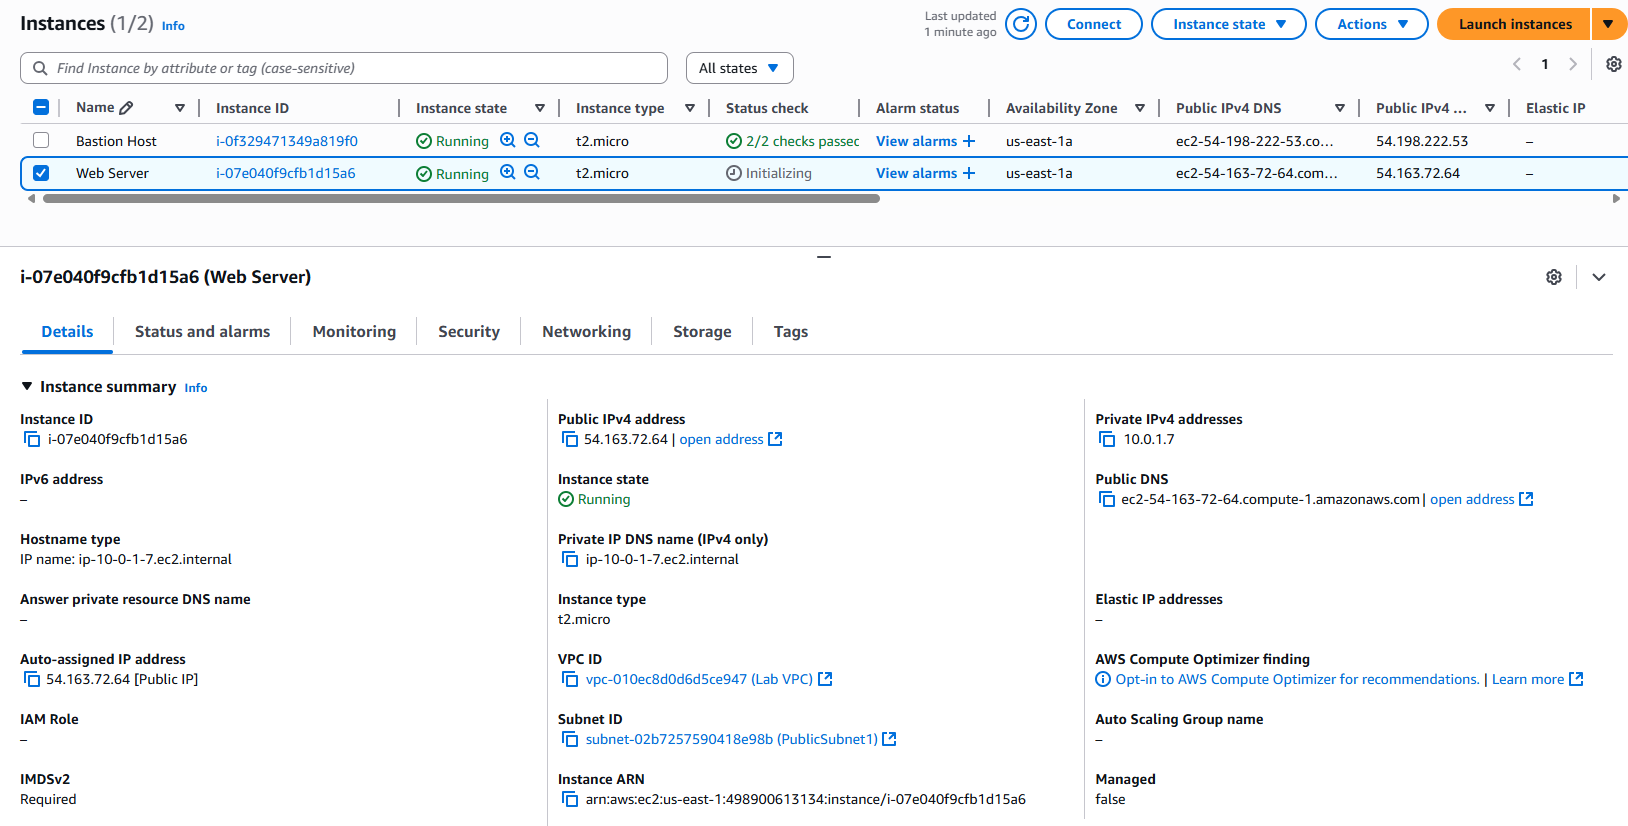 Instances (1/2) Info
Last updated
1 minute ago
Connect
Instance state
Actions
Launch instances
Find Instance by attribute or tag (case-sensitive)
All states
1
Name Instance ID Instance state Instance type Status check Alarm status Availability Zone Public IPv4 DNS Public IPv4 ... Elastic IP
Bastion Host i-0f329471349a819f0 Running t2.micro 2/2 checks passec View alarms + us-east-1a ec2-54-198-222-53.co... 54.198.222.53 –
Web Server i-07e040f9cfb1d15a6 Running t2.micro Initializing View alarms + us-east-1a ec2-54-163-72-64.com... 54.163.72.64 –
i-07e040f9cfb1d15a6 (Web Server)
Details Status and alarms Monitoring Security Networking Storage Tags
Instance summary Info
Instance ID
i-07e040f9cfb1d15a6
Public IPv4 address
54.163.72.64 | open address
Private IPv4 addresses
10.0.1.7
IPv6 address
–
Instance state
Running
Public DNS
ec2-54-163-72-64.compute-1.amazonaws.com | open address
Hostname type
IP name: ip-10-0-1-7.ec2.internal
Private IP DNS name (IPv4 only)
ip-10-0-1-7.ec2.internal
Answer private resource DNS name
–
Instance type
t2.micro
Elastic IP addresses
–
Auto-assigned IP address
54.163.72.64 [Public IP]
VPC ID
vpc-010ec8d0d6d5ce947 (Lab VPC)
AWS Compute Optimizer finding
Opt-in to AWS Compute Optimizer for recommendations. | Learn more
IAM Role
–
Subnet ID
subnet-02b7257590418e98b (PublicSubnet1)
Auto Scaling Group name
–
IMDSv2
Required
Instance ARN
arn:aws:ec2:us-east-1:498900613134:instance/i-07e040f9cfb1d15a6
Managed
false